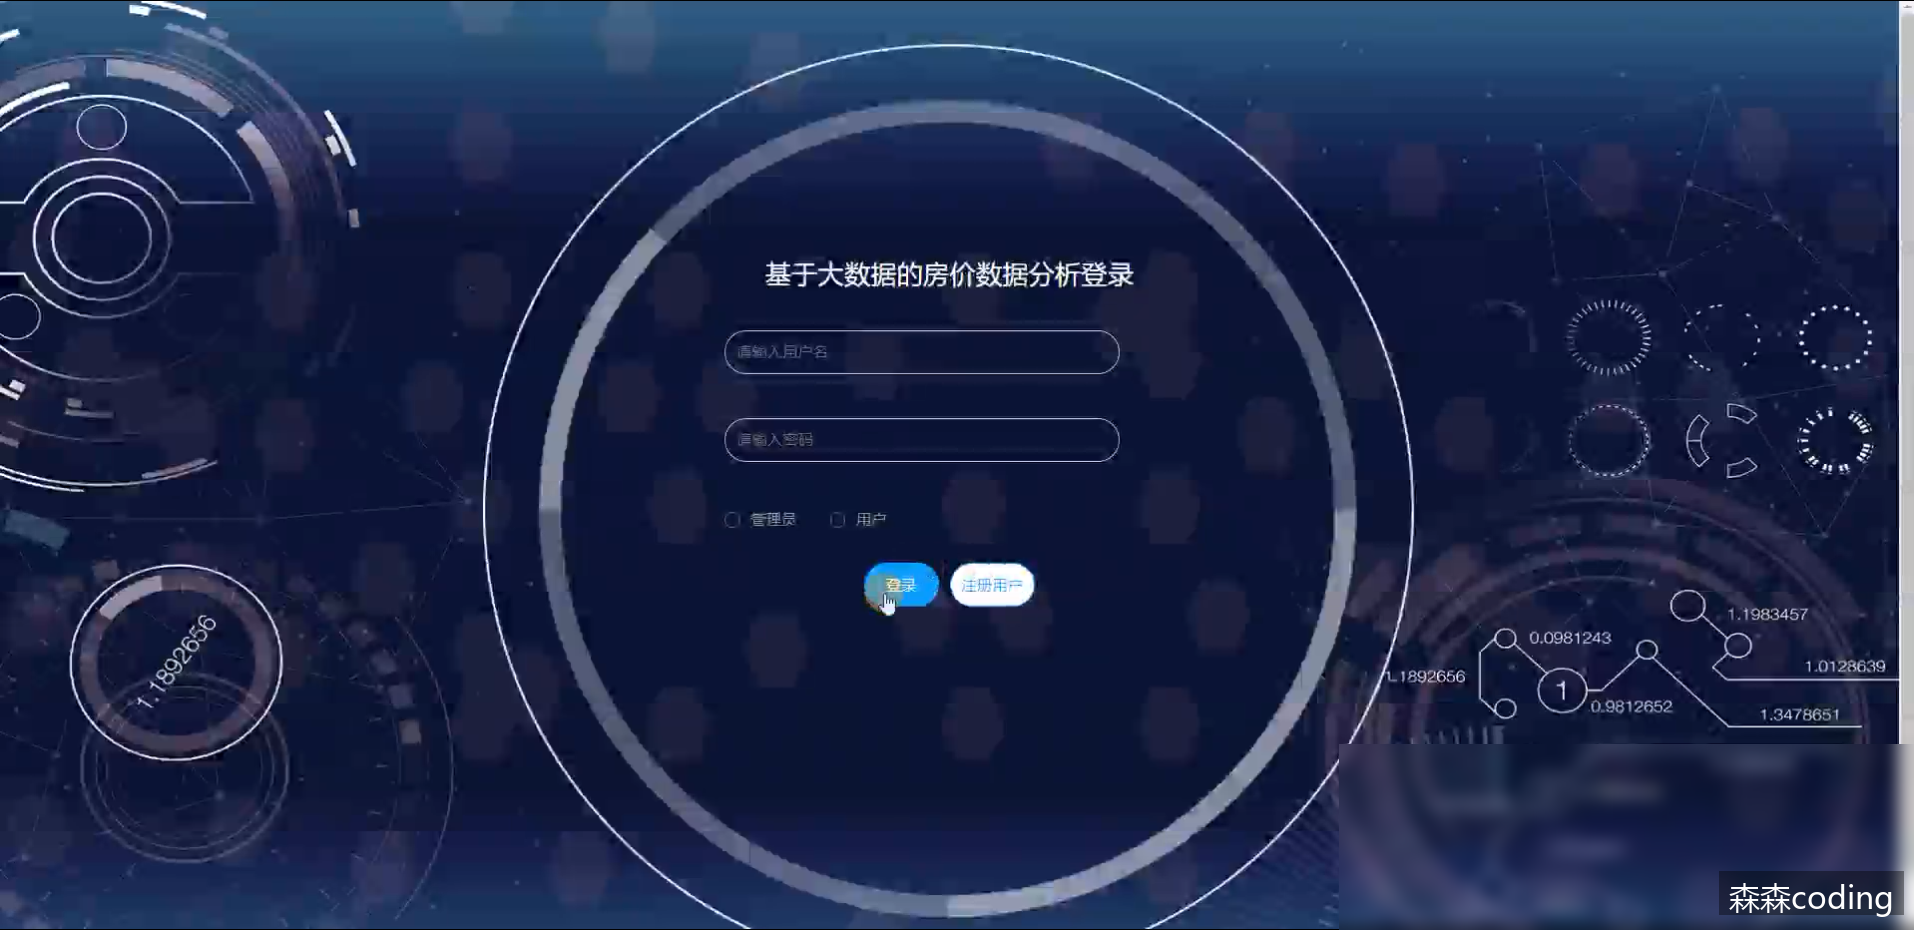 基于大数据的房价数据分析登录
请输入用户名
请输入密码
管理员 用户
登录 注册用户
1.1892656
1.1983457
0.0981243
1.0128639
1.1892656
1
0.9812652
1.3478651
森森coding